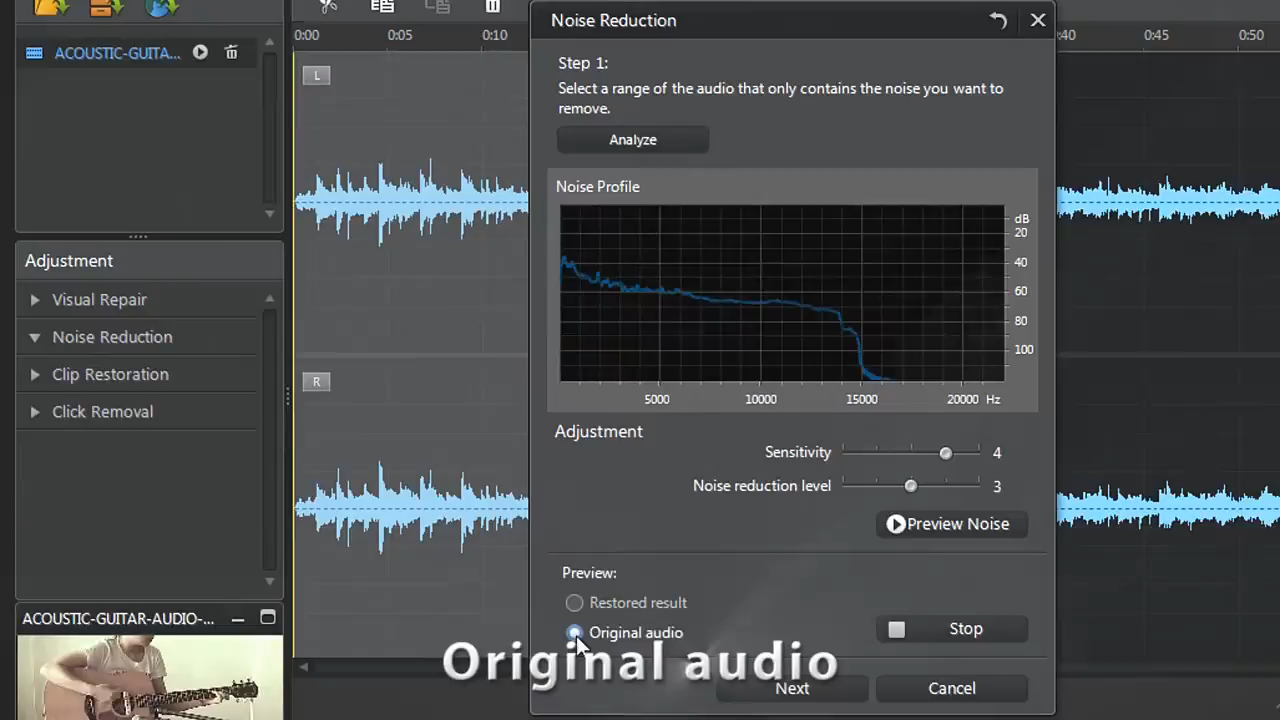 Noise Reduction
0:00
0:05
0:10
:40
0:45
0:50
ACOUSTIC-GUITA...
L
Step 1:
Select a range of the audio that only contains the noise you want to
remove.
Analyze
Noise Profile
dB
20
40
60
80
100
5000
10000
15000
20000 Hz
Adjustment
Visual Repair
Noise Reduction
Clip Restoration
Click Removal
R
Adjustment
Sensitivity
4
Noise reduction level
3
Preview Noise
Preview:
Restored result
Original audio
Stop
Original audio
Next
Cancel
ACOUSTIC-GUITAR-AUDIO-...